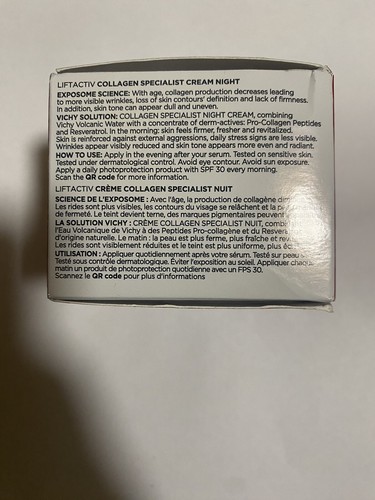 LIFTACTIV COLLAGEN SPECIALIST CREAM NIGHT
EXPOSOME SCIENCE: With age, collagen production decreases leading
to more visible wrinkles, loss of skin contours' definition and lack of firmness.
In addition, skin tone can appear dull and uneven.
VICHY SOLUTION: COLLAGEN SPECIALIST NIGHT CREAM, combining
Vichy Volcanic Water with a concentrate of derm-actives: Pro-Collagen Peptides
and Resveratrol. In the morning: skin feels firmer, fresher and revitalized.
Skin is reinforced against external aggressions, daily stress signs are less visible.
Wrinkles appear visibly reduced and skin tone appears more even and radiant.
HOW TO USE: Apply in the evening after your serum. Tested on sensitive skin.
Tested under dermatological control. Avoid eye contour. Avoid sun exposure.
Apply a daily photoprotection product with SPF 30 every morning.
Scan the QR code for more information.
LIFTACTIV CRÈME COLLAGEN SPECIALIST NUIT
SCIENCE DE L'EXPOSOME : Avec l'âge, la production de collagène
Les rides sont plus visibles, les contours du visage se relâchent et la
de fermeté. Le teint devient terne, des marques pigmentaires peuvent
LA SOLUTION VICHY : CRÈME COLLAGEN SPECIALIST NUIT,
l'Eau Volcanique de Vichy à des Peptides Pro-collagène et du
d'origine naturelle. Le matin : la peau est plus ferme, plus fraîche et
Les rides sont visiblement réduites et le teint est plus uniforme, plus
UTILISATION : Appliquer quotidiennement après votre sérum. Testé sur peau
Testé sous contrôle dermatologique. Éviter l'exposition au soleil. Appliquer
matin un produit de photoprotection quotidienne avec un FPS 30.
Scannez le QR code pour plus d'informations